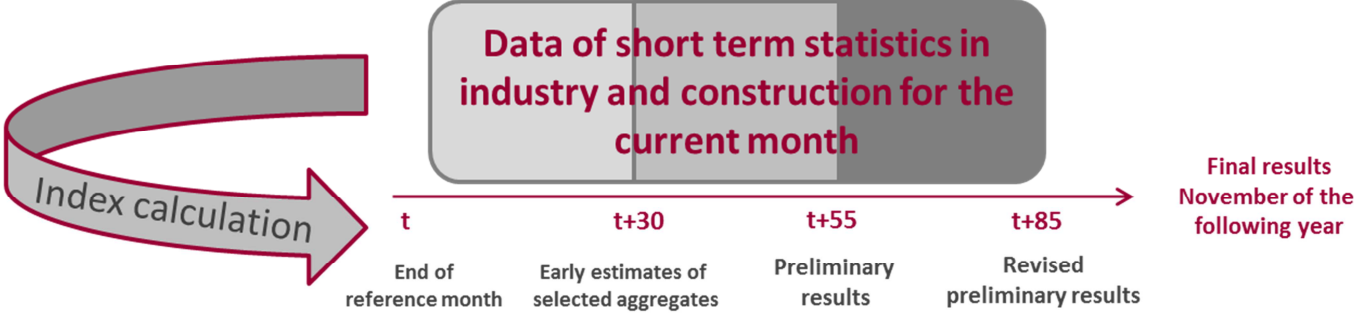 Data of short term statistics in
industry and construction for the
current month
Index calculation
t
t+30
t+55
t+85
End of
reference month
Early estimates of
selected aggregates
Preliminary
results
Revised
preliminary results
Final results
November of the
following year